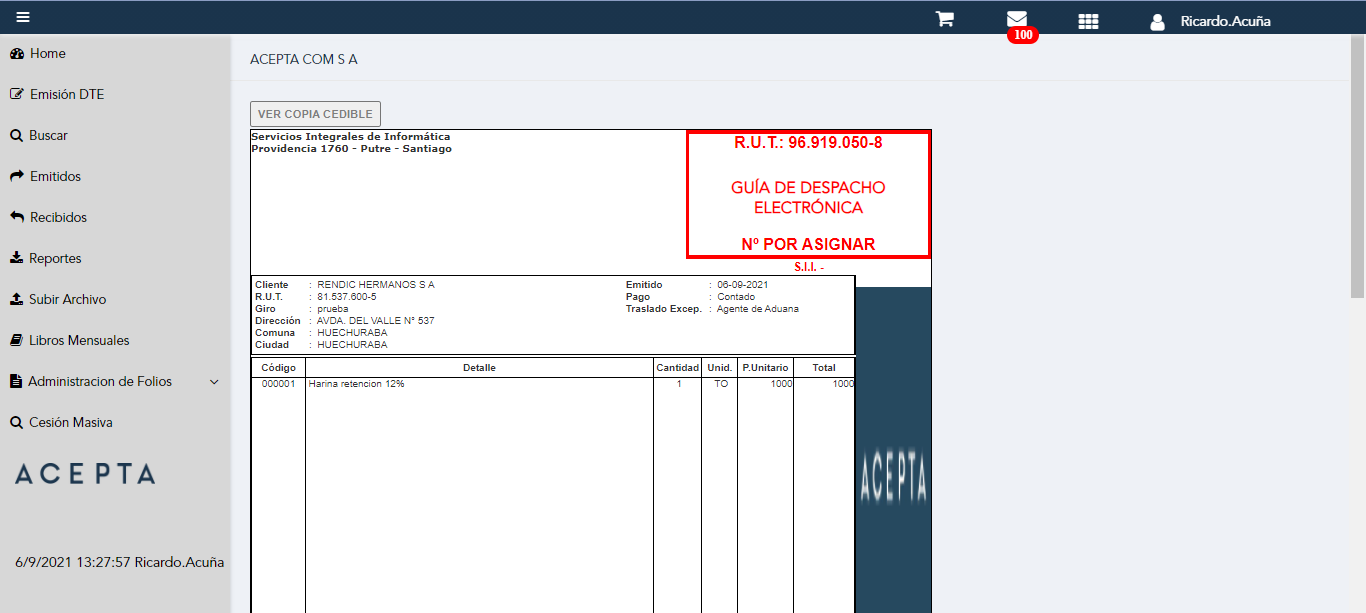 Ricardo.Acuña
100
Home
Emisión DTE
Buscar
Emitidos
Recibidos
Reportes
Subir Archivo
Libros Mensuales
Administracion de Folios
Cesión Masiva
ACEPTA
6/9/2021 13:27:57 Ricardo.Acuña
ACEPTA COM S A
VER COPIA CEDIBLE
Servicios Integrales de Informática
Providencia 1760 - Putre - Santiago
R.U.T.: 96.919.050-8
GUÍA DE DESPACHO
ELECTRÓNICA
Nº POR ASIGNAR
S.I.I. -
Cliente : RENDIC HERMANOS S A Emitido : 06-09-2021
R.U.T. : 81.537.600-5 Pago : Contado
Giro : prueba Traslado Excep. : Agente de Aduana
Dirección : AVDA. DEL VALLE N° 537
Comuna : HUECHURABA
Ciudad : HUECHURABA
Código Detalle Cantidad Unid. P.Unitario Total
000001 Harina retencion 12% 1 TO 1000 1000
ACEPTA